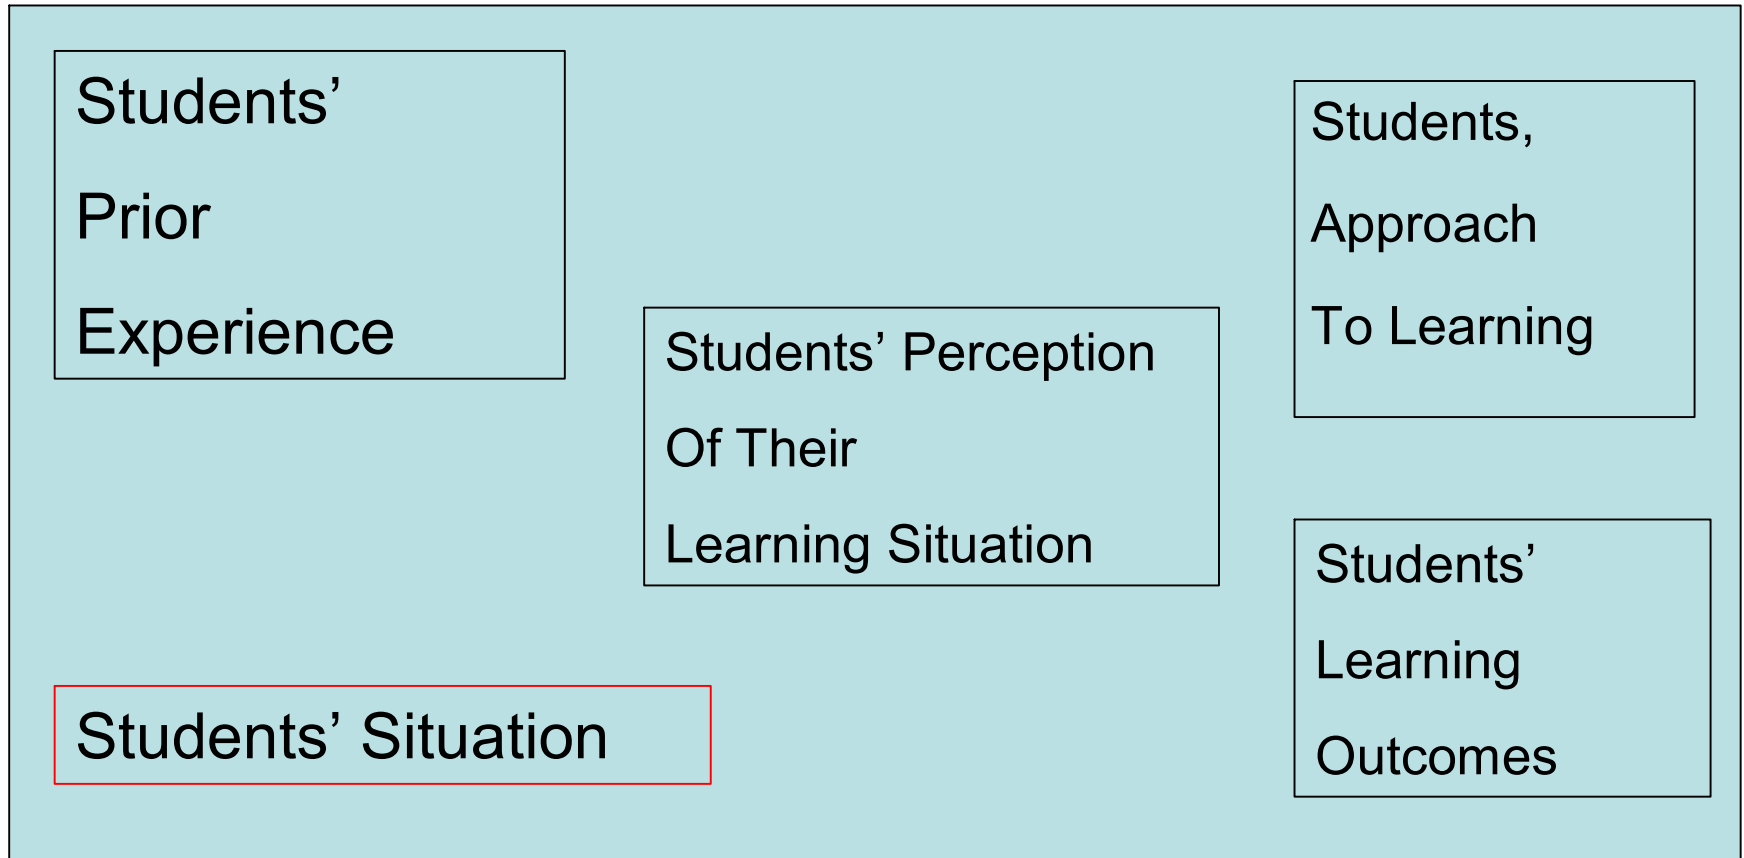 Students’
Prior
Experience
Students’ Perception
Of Their
Learning Situation
Students,
Approach
To Learning
Students’ Situation
Students’
Learning
Outcomes